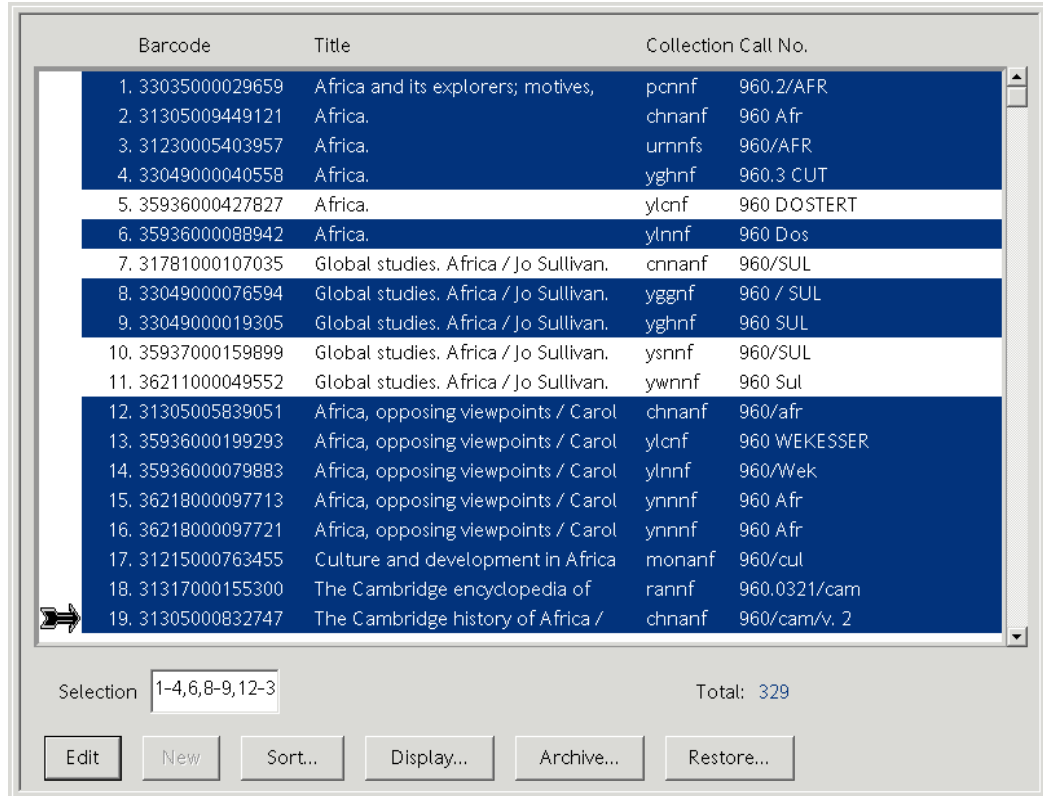 Barcode Title Collection Call No.
1. 33035000029659 Africa and its explorers; motives, pcnnf 960.2/AFR
2. 31305009449121 Africa. chnanf 960 Afr
3. 31230005403957 Africa. urnnfs 960/AFR
4. 33049000040558 Africa. yghnf 960.3 CUT
5. 35936000427827 Africa. ylcnf 960 DOSTERT
6. 35936000088942 Africa. ylnnf 960 Dos
7. 31781000107035 Global studies. Africa / Jo Sullivan. cnnanf 960/SUL
8. 33049000076594 Global studies. Africa / Jo Sullivan. yggnf 960 / SUL
9. 33049000019305 Global studies. Africa / Jo Sullivan. yghnf 960 SUL
10. 35937000159899 Global studies. Africa / Jo Sullivan. ysnnf 960/SUL
11. 36211000049552 Global studies. Africa / Jo Sullivan. ywnnf 960 Sul
12. 31305005839051 Africa, opposing viewpoints / Carol chnanf 960/afr
13. 35936000199293 Africa, opposing viewpoints / Carol ylcnf 960 WEKESSER
14. 35936000079883 Africa, opposing viewpoints / Carol ylnnf 960/Wek
15. 36218000097713 Africa, opposing viewpoints / Carol ynnnf 960 Afr
16. 36218000097721 Africa, opposing viewpoints / Carol ynnnf 960 Afr
17. 31215000763455 Culture and development in Africa monanf 960/cul
18. 31317000155300 The Cambridge encyclopedia of rannf 960.0321/cam
19. 31305000832747 The Cambridge history of Africa / chnanf 960/cam/v. 2
Selection 1-4,6,8-9,12-3 Total: 329
Edit New Sort... Display... Archive... Restore...